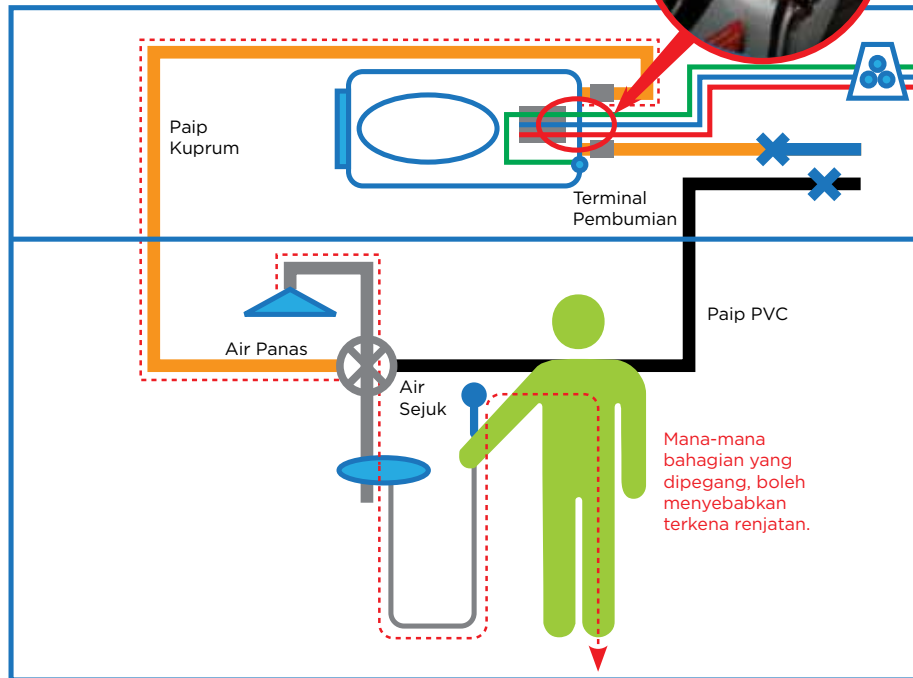 Paip
Kuprum
Terminal
Pembumian
Paip PVC
Air Panas
Air
Sejuk
Mana-mana
bahagian yang
dipegang, boleh
menyebabkan
terkena renjatan.